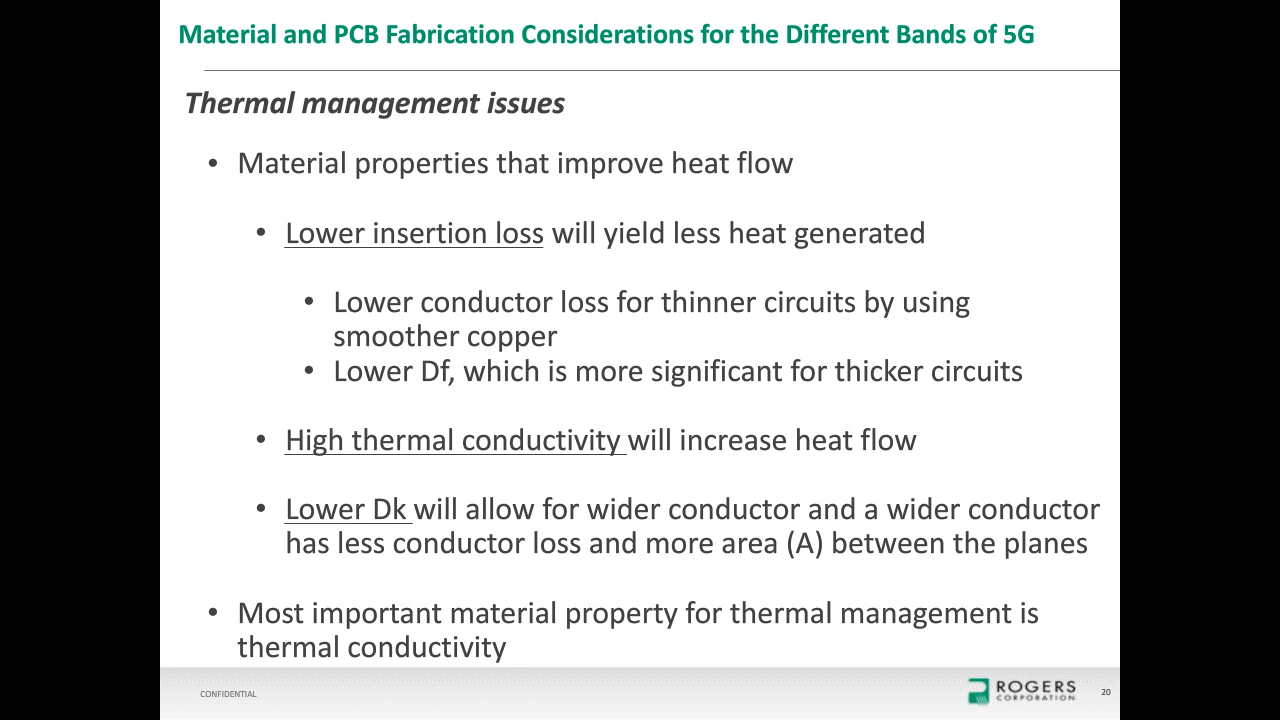 Material and PCB Fabrication Considerations for the Different Bands of 5G
Thermal management issues
• Material properties that improve heat flow
• Lower insertion loss will yield less heat generated
• Lower conductor loss for thinner circuits by using
smoother copper
• Lower Df, which is more significant for thicker circuits
• High thermal conductivity will increase heat flow
• Lower Dk will allow for wider conductor and a wider conductor
has less conductor loss and more area (A) between the planes
• Most important material property for thermal management is
thermal conductivity
CONFIDENTIAL
ROGERS
CORPORATION
20